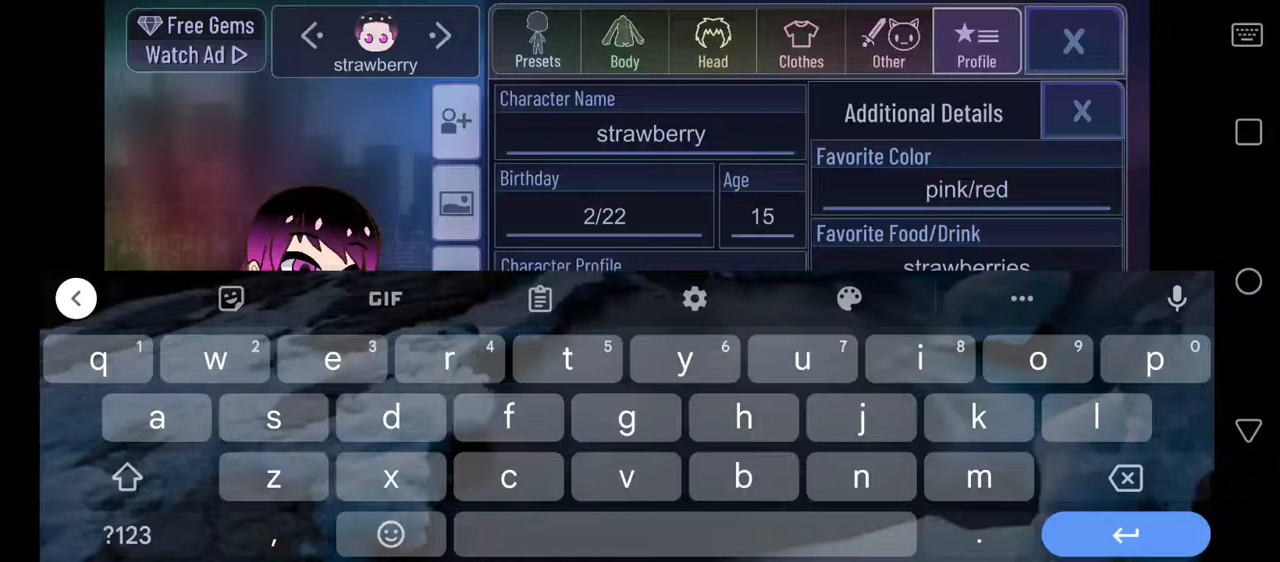 Free Gems
Watch Ad
strawberry
Presets
Body
Head
Clothes
Other
Profile
X
Character Name
strawberry
Additional Details
X
Favorite Color
pink/red
Birthday
2/22
Age
15
Favorite Food/Drink
strawberries
Character Profile
GIF
q 1 w 2 e 3 r 4 t 5 y 6 u 7 i 8 o 9 p 0
a s d f g h j k l
z x c v b n m
?123 , .